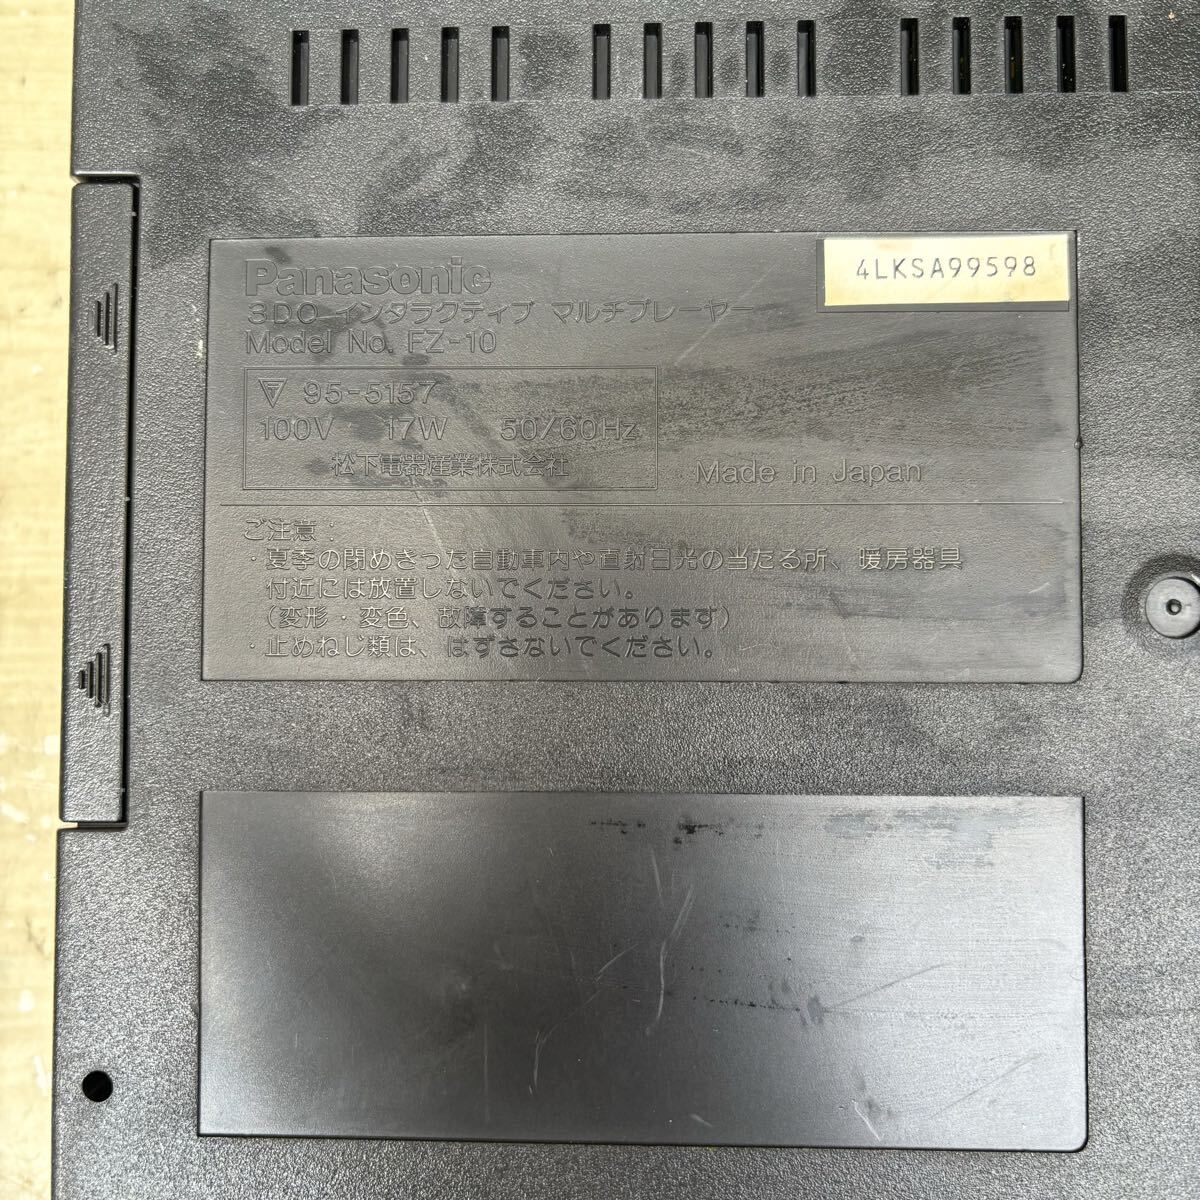 Panasonic
4LKSA99598
3DO インタラクティブ マルチプレーヤー
Model No. FZ-10
95-5157
100V 17W 50/60Hz
松下電器産業株式会社
Made in Japan
ご注意:
・夏季の閉めきった自動車内や直射日光の当たる所、暖房器具
付近には放置しないでください。
(変形・変色、故障することがあります)
・止めねじ類は、はずさないでください。